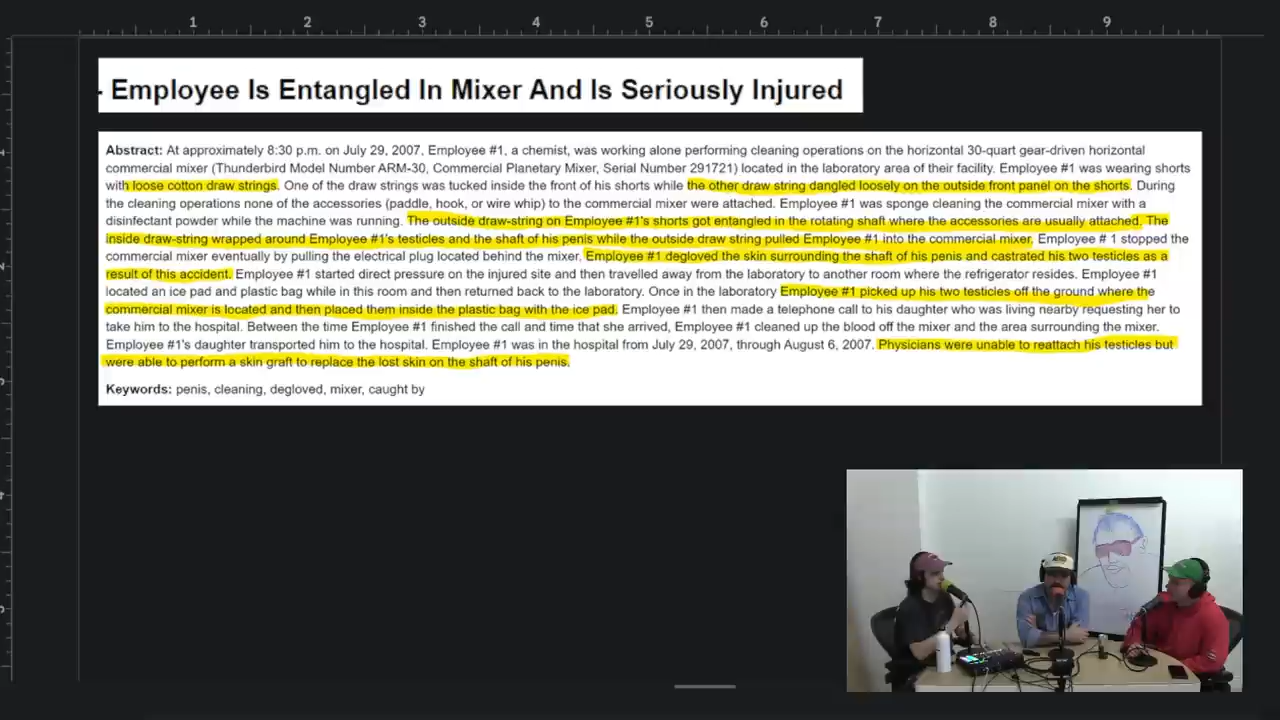 1 2 3 4 5 6 7 8 9
- Employee Is Entangled In Mixer And Is Seriously Injured
Abstract: At approximately 8:30 p.m. on July 29, 2007, Employee #1, a chemist, was working alone performing cleaning operations on the horizontal 30-quart gear-driven horizontal
commercial mixer (Thunderbird Model Number ARM-30, Commercial Planetary Mixer, Serial Number 291721) located in the laboratory area of their facility. Employee #1 was wearing shorts
with loose cotton draw strings. One of the draw strings was tucked inside the front of his shorts while the other draw string dangled loosely on the outside front panel on the shorts. During
the cleaning operations none of the accessories (paddle, hook, or wire whip) to the commercial mixer were attached. Employee #1 was sponge cleaning the commercial mixer with a
disinfectant powder while the machine was running. The outside draw-string on Employee #1's shorts got entangled in the rotating shaft where the accessories are usually attached. The
inside draw-string wrapped around Employee #1's testicles and the shaft of his penis while the outside draw string pulled Employee #1 into the commercial mixer. Employee # 1 stopped the
commercial mixer eventually by pulling the electrical plug located behind the mixer. Employee #1 degloved the skin surrounding the shaft of his penis and castrated his two testicles as a
result of this accident. Employee #1 started direct pressure on the injured site and then travelled away from the laboratory to another room where the refrigerator resides. Employee #1
located an ice pad and plastic bag while in this room and then returned back to the laboratory. Once in the laboratory Employee #1 picked up his two testicles off the ground where the
commercial mixer is located and then placed them inside the plastic bag with the ice pad. Employee #1 then made a telephone call to his daughter who was living nearby requesting her to
take him to the hospital. Between the time Employee #1 finished the call and time that she arrived, Employee #1 cleaned up the blood off the mixer and the area surrounding the mixer.
Employee #1's daughter transported him to the hospital. Employee #1 was in the hospital from July 29, 2007, through August 6, 2007. Physicians were unable to reattach his testicles but
were able to perform a skin graft to replace the lost skin on the shaft of his penis.
Keywords: penis, cleaning, degloved, mixer, caught by